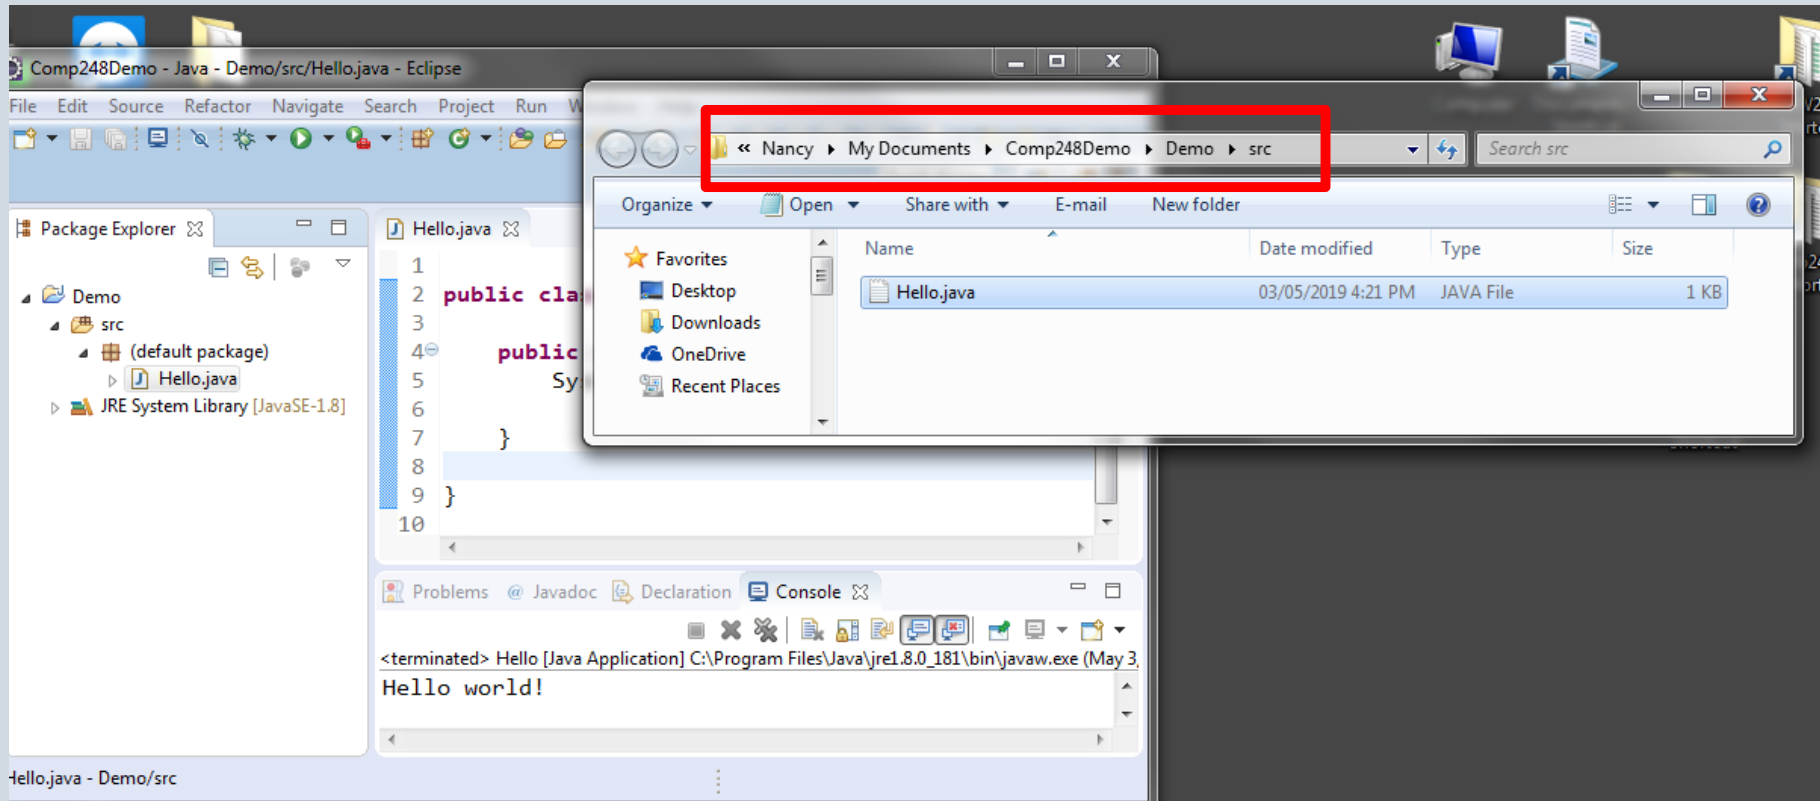 Comp248Demo - Java - Demo/src/Hello.java - Eclipse
File Edit Source Refactor Navigate Search Project Run
« Nancy My Documents Comp248Demo Demo src
Search src
Organize Open Share with E-mail New folder
Package Explorer
Demo
src
(default package)
Hello.java
JRE System Library [JavaSE-1.8]
Hello.java
1
2 public cla
3
4 public
5 Sy
6
7 }
8
9 }
10
Favorites
Desktop
Downloads
OneDrive
Recent Places
Name Date modified Type Size
Hello.java 03/05/2019 4:21 PM JAVA File 1 KB
Problems @ Javadoc Declaration Console
<terminated> Hello [Java Application] C:\Program Files\Java\jre1.8.0_181\bin\javaw.exe (May 3,
Hello world!
Hello.java - Demo/src